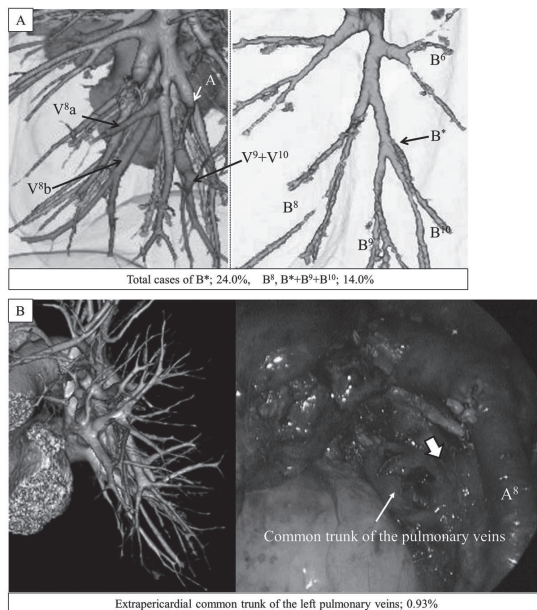 A
A*
V⁸a
V⁸b
V⁹+V¹⁰
B⁶
B*
B⁸
B⁹
B¹⁰
Total cases of B*; 24.0%, B⁸, B*+B⁹+B¹⁰; 14.0%
B
A⁸
Common trunk of the pulmonary veins
Extrapericardial common trunk of the left pulmonary veins; 0.93%